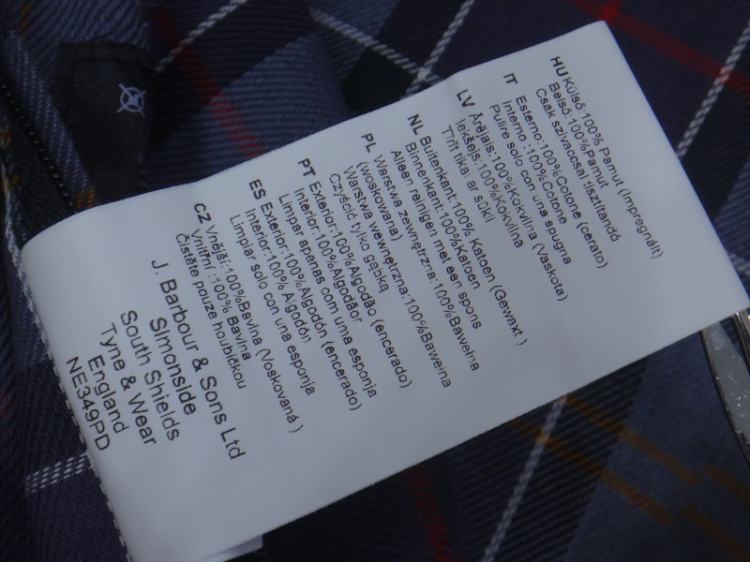 HU Külső:100% Pamut (impregnált)
Belső:100%Pamut
Csak szivaccsal tisztítandó
IT Esterno:100%Cotone (cerato)
Interno :100%Cotone
Pulire solo con una spugna
LV Ārējais:100%Kokvilna (Vaskota)
Iekšējs:100%Kokvilna
Tīrīt tikai ar sūkli
NL Buitenkant:100% Katoen (Gewaxt )
Binnenkant:100%Katoen
Alleen reinigen met een spons
PL Warstwa zewnętrzna:100%Bawełna
(woskowana)
Warstwa wewnętrzna:100%Bawełna
Czyścić tylko gąbką
PT Exterior:100%Algodão (encerado)
Interior:100%Algodãor
Limpar apenas com uma esponja
ES Exterior:100%Algodón (encerado)
Interior:100% Algodón
Limpiar solo con una esponja
CZ Vnější:100%Bavlna (Voskovaná )
Vnitřní :100% Bavlna
Čistěte pouze houbičkou
J. Barbour & Sons Ltd
Simonside
South Shields
Tyne & Wear
England
NE349PD